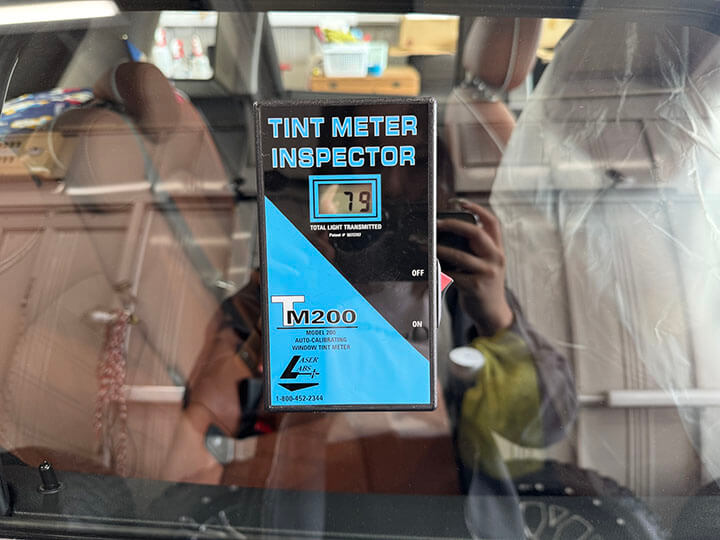 TINT METER
INSPECTOR
79
TOTAL LIGHT TRANSMITTED
OFF
ON
TM200
MODEL 200
AUTO-CALIBRATING
WINDOW TINT METER
LASER
LABS
1-800-452-2344